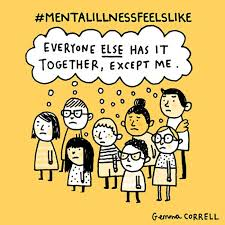 #MENTALILLNESSFEELSLIKE
EVERYONE ELSE HAS IT
TOGETHER, EXCEPT ME.
Gemma CORRELL